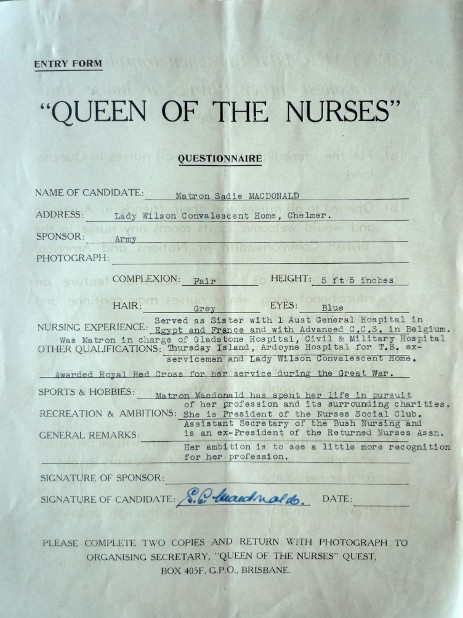 ENTRY FORM
"QUEEN OF THE NURSES"
QUESTIONNAIRE
NAME OF CANDIDATE: Matron Sadie MACDONALD
ADDRESS: Lady Wilson Convalescent Home, Chelmer.
SPONSOR: Army
PHOTOGRAPH:
COMPLEXION: Fair HEIGHT: 5 ft 5 inches
HAIR: Grey EYES: Blue
Served as Sister with 1 Aust General Hospital in
NURSING EXPERIENCE: Egypt and France and with Advanced C.C.S. in Belgium.
Was Matron in charge of Gladstone Hospital, Civil & Military Hospital
OTHER QUALIFICATIONS: Thursday Island, Ardoyne Hospital for T.B. ex-
servicemen and Lady Wilson Convalescent Home.
Awarded Royal Red Cross for her service during the Great War.
SPORTS & HOBBIES: Matron Macdonald has spent her life in pursuit
of her profession and its surrounding charities.
RECREATION & AMBITIONS: She is President of the Nurses Social Club.
Assistant Secretary of the Bush Nursing and
GENERAL REMARKS: is an ex-President of the Returned Nurses Assn.
Her ambition is to see a little more recognition
for her profession.
SIGNATURE OF SPONSOR:
SIGNATURE OF CANDIDATE: Macdonald. DATE:
PLEASE COMPLETE TWO COPIES AND RETURN WITH PHOTOGRAPH TO
ORGANISING SECRETARY, "QUEEN OF THE NURSES" QUEST,
BOX 405F, G.P.O., BRISBANE.